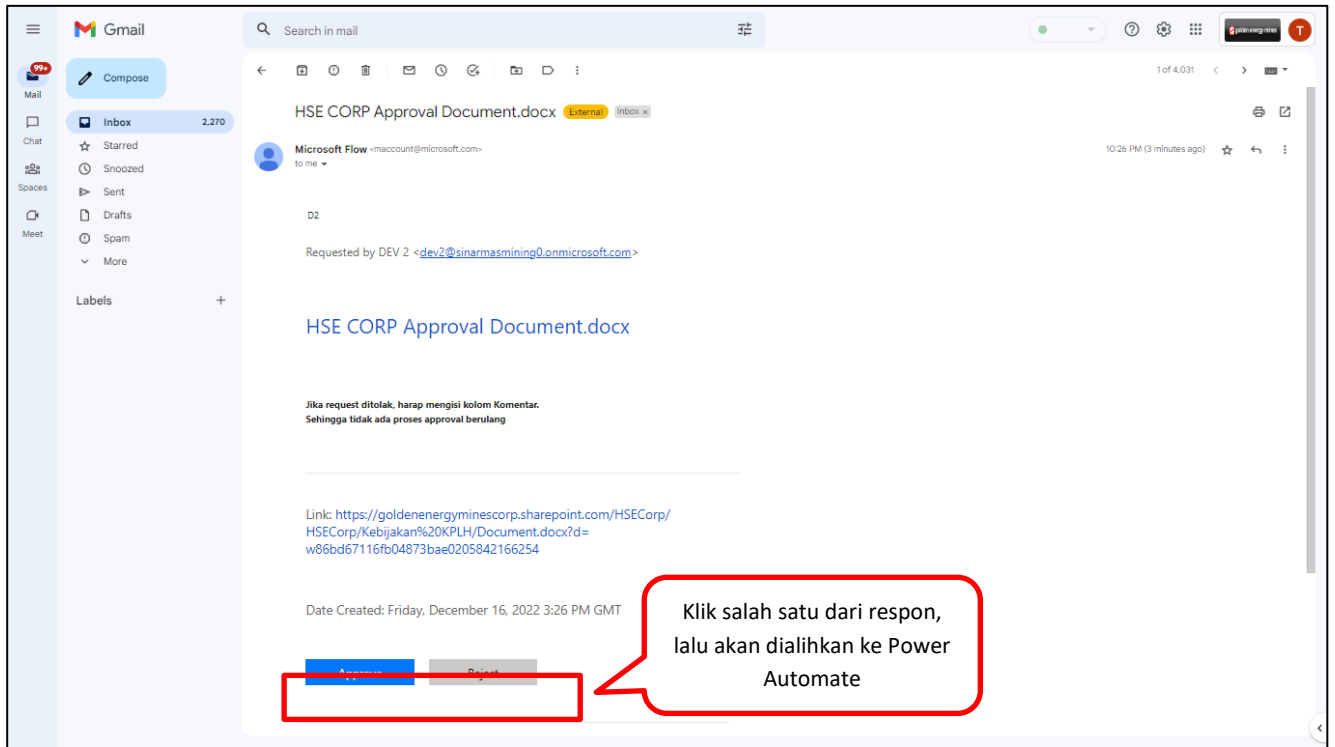 Gmail
Search in mail
golden energy mines
T
99+
Mail
Compose
1 of 4,031
Inbox 2,270
HSE CORP Approval Document.docx External Inbox x
Chat
Starred
Microsoft Flow <maccount@microsoft.com>
10:26 PM (3 minutes ago)
to me
Snoozed
Spaces
Sent
Drafts
D2
Meet
Spam
Requested by DEV 2 <dev2@sinarmasmining0.onmicrosoft.com>
More
Labels +
HSE CORP Approval Document.docx
Jika request ditolak, harap mengisi kolom Komentar.
Sehingga tidak ada proses approval berulang
Link: https://goldenenergyminescorp.sharepoint.com/HSECorp/
HSECorp/Kebijakan%20KPLH/Document.docx?d=
w86bd67116fb04873bae0205842166254
Date Created: Friday, December 16, 2022 3:26 PM GMT
Klik salah satu dari respon,
lalu akan dialihkan ke Power
Automate
Approve Reject